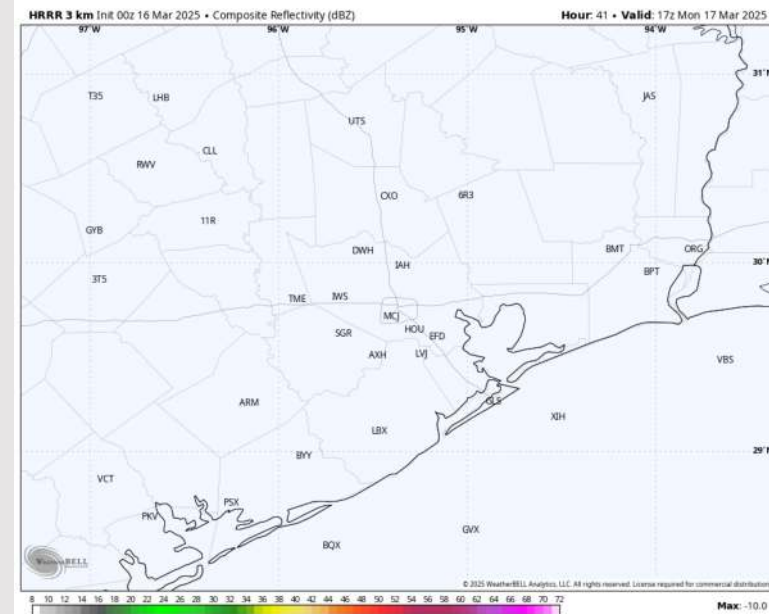 HRRR 3 km Init 00z 16 Mar 2025 • Composite Reflectivity (dBZ) Hour: 41 • Valid: 17z Mon 17 Mar 2025
97°W 96°W 95°W 94°W
31°N
T35 LHB JAS
UTS
CLL
RWV
CXO 6R3
11R
GYB
DWH BMT ORG
IAH 30°N
3T5 BPT
TME IWS
MCJ
SGR HOU EFD
AXH LVJ
VBS
ARM GLS
XIH
LBX
29°N
BYY
VCT
PSX
PKV
GVX
BQX
WeatherBELL
© 2025 WeatherBELL Analytics, LLC. All rights reserved. License required for commercial distribution.
8 10 12 14 16 18 20 22 24 26 28 30 32 34 36 38 40 42 44 46 48 50 52 54 56 58 60 62 64 66 68 70 72
Max: -10.0